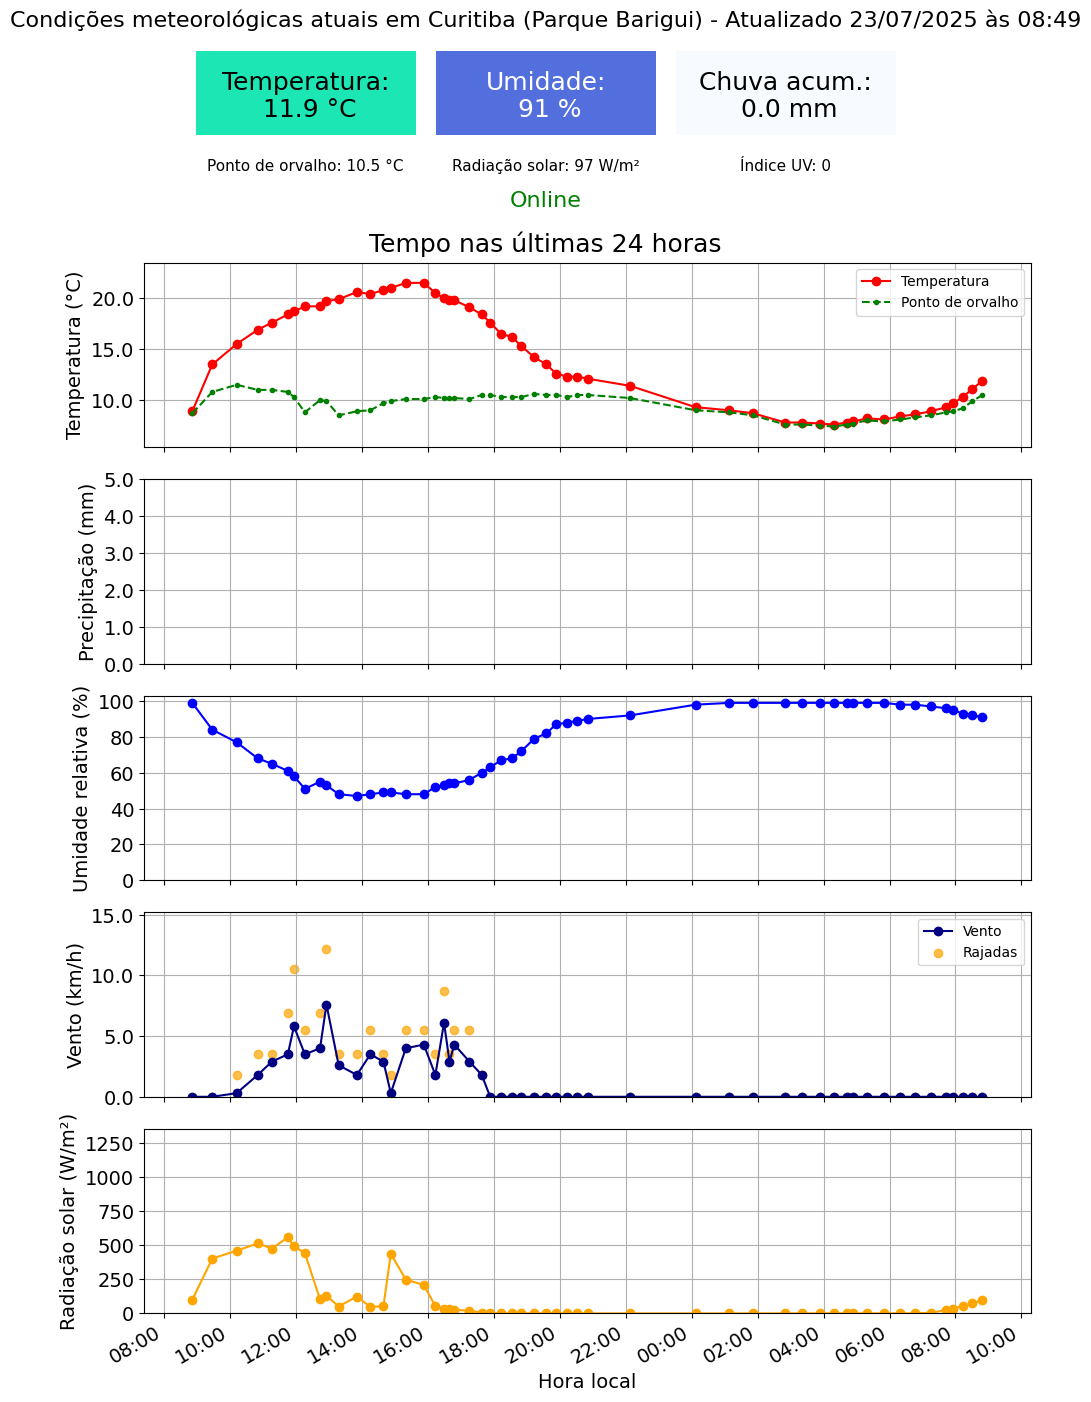 Condições meteorológicas atuais em Curitiba (Parque Barigui) - Atualizado 23/07/2025 às 08:49
Temperatura:
11.9 °C
Umidade:
91 %
Chuva acum.:
0.0 mm
Ponto de orvalho: 10.5 °C
Radiação solar: 97 W/m²
Índice UV: 0
Online
Tempo nas últimas 24 horas
Temperatura (°C)
20.0
15.0
10.0
Temperatura
Ponto de orvalho
Precipitação (mm)
5.0
4.0
3.0
2.0
1.0
0.0
Umidade relativa (%)
100
80
60
40
20
0
Vento (km/h)
15.0
10.0
5.0
0.0
Vento
Rajadas
Radiação solar (W/m²)
1250
1000
750
500
250
0
08:00
10:00
12:00
14:00
16:00
18:00
20:00
22:00
00:00
02:00
04:00
06:00
08:00
10:00
Hora local